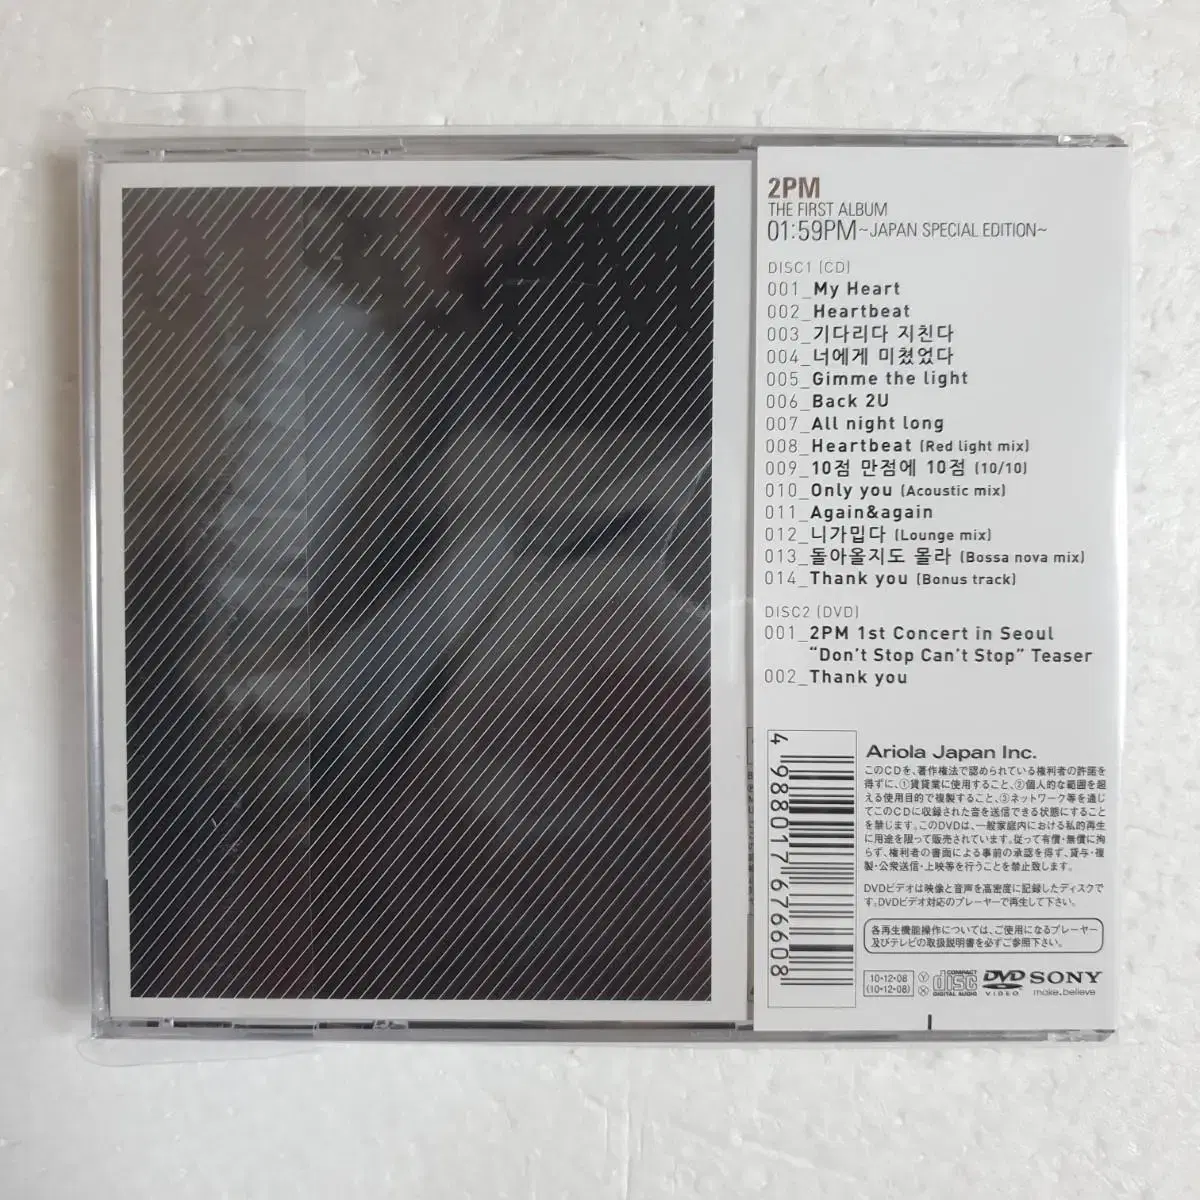 2PM
THE FIRST ALBUM
01:59PM ~JAPAN SPECIAL EDITION~
DISC1 (CD)
001_My Heart
002_Heartbeat
003_기다리다 지친다
004_너에게 미쳤었다
005_Gimme the light
006_Back 2U
007_All night long
008_Heartbeat (Red light mix)
009_10점 만점에 10점 (10/10)
010_Only you (Acoustic mix)
011_Again&again
012_니가밉다 (Lounge mix)
013_돌아올지도 몰라 (Bossa nova mix)
014_Thank you (Bonus track)
DISC2 (DVD)
001_2PM 1st Concert in Seoul
“Don't Stop Can't Stop” Teaser
002_Thank you
4988017676608
Ariola Japan Inc.
このCDを、著作権法で認められている権利者の許諾を
得ずに、①賃貸業に使用すること、②個人的な範囲を超
える使用目的で複製すること、③ネットワーク等を通じ
てこのCDに収録された音を送信できる状態にすること
を禁じます。このDVDは、一般家庭内における私的再生
に用途を限って販売されています。従って有償・無償に拘
らず、権利者の書面による事前の承認を得ず、貸与・複
製・公衆送信・上映等を行うことを禁止致します。
DVDビデオは映像と音声を高密度に記録したディスクで
す。DVDビデオ対応のプレーヤーで再生して下さい。
各再生機能操作については、ご使用になるプレーヤー
及びテレビの取扱説明書を必ずご参照下さい。
10・12・08
(10・12・08)
Y
X
COMPACT
disc
DIGITAL AUDIO
DVD
VIDEO
SONY
make.believe